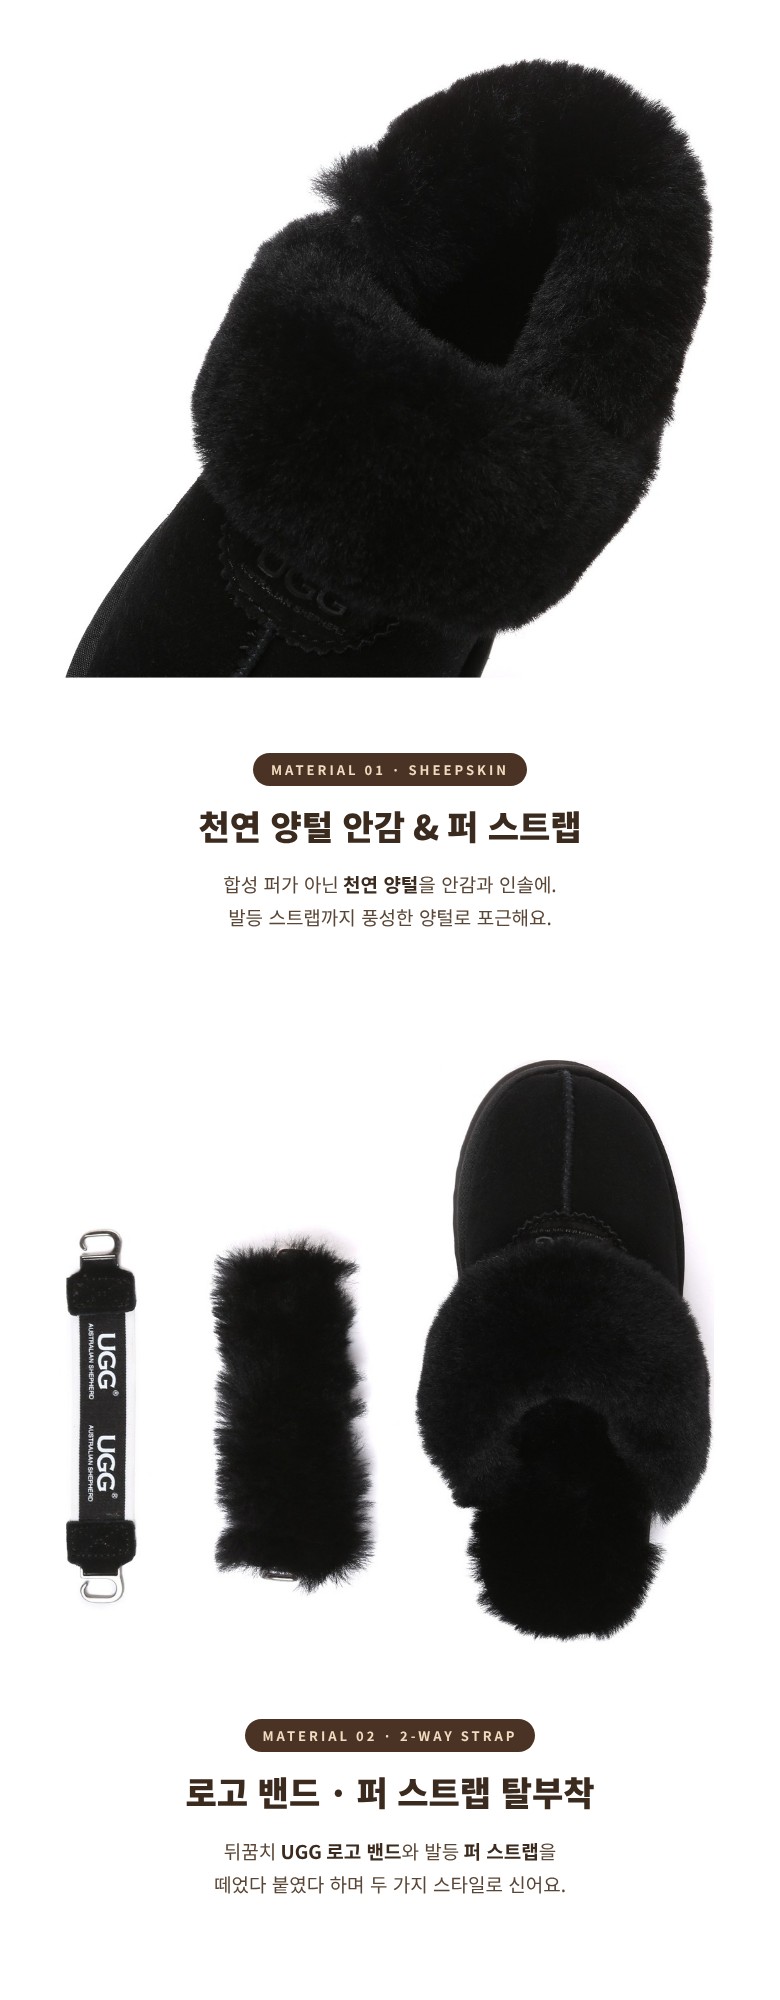 UGG
AUSTRALIAN SHEPHERD
MATERIAL 01 · SHEEPSKIN
천연 양털 안감 & 퍼 스트랩
합성 퍼가 아닌 천연 양털을 안감과 인솔에.
발등 스트랩까지 풍성한 양털로 포근해요.
UGG®
AUSTRALIAN SHEPHERD
UGG®
AUSTRALIAN SHEPHERD
MATERIAL 02 · 2-WAY STRAP
로고 밴드 · 퍼 스트랩 탈부착
뒤꿈치 UGG 로고 밴드와 발등 퍼 스트랩을
떼었다 붙였다 하며 두 가지 스타일로 신어요.